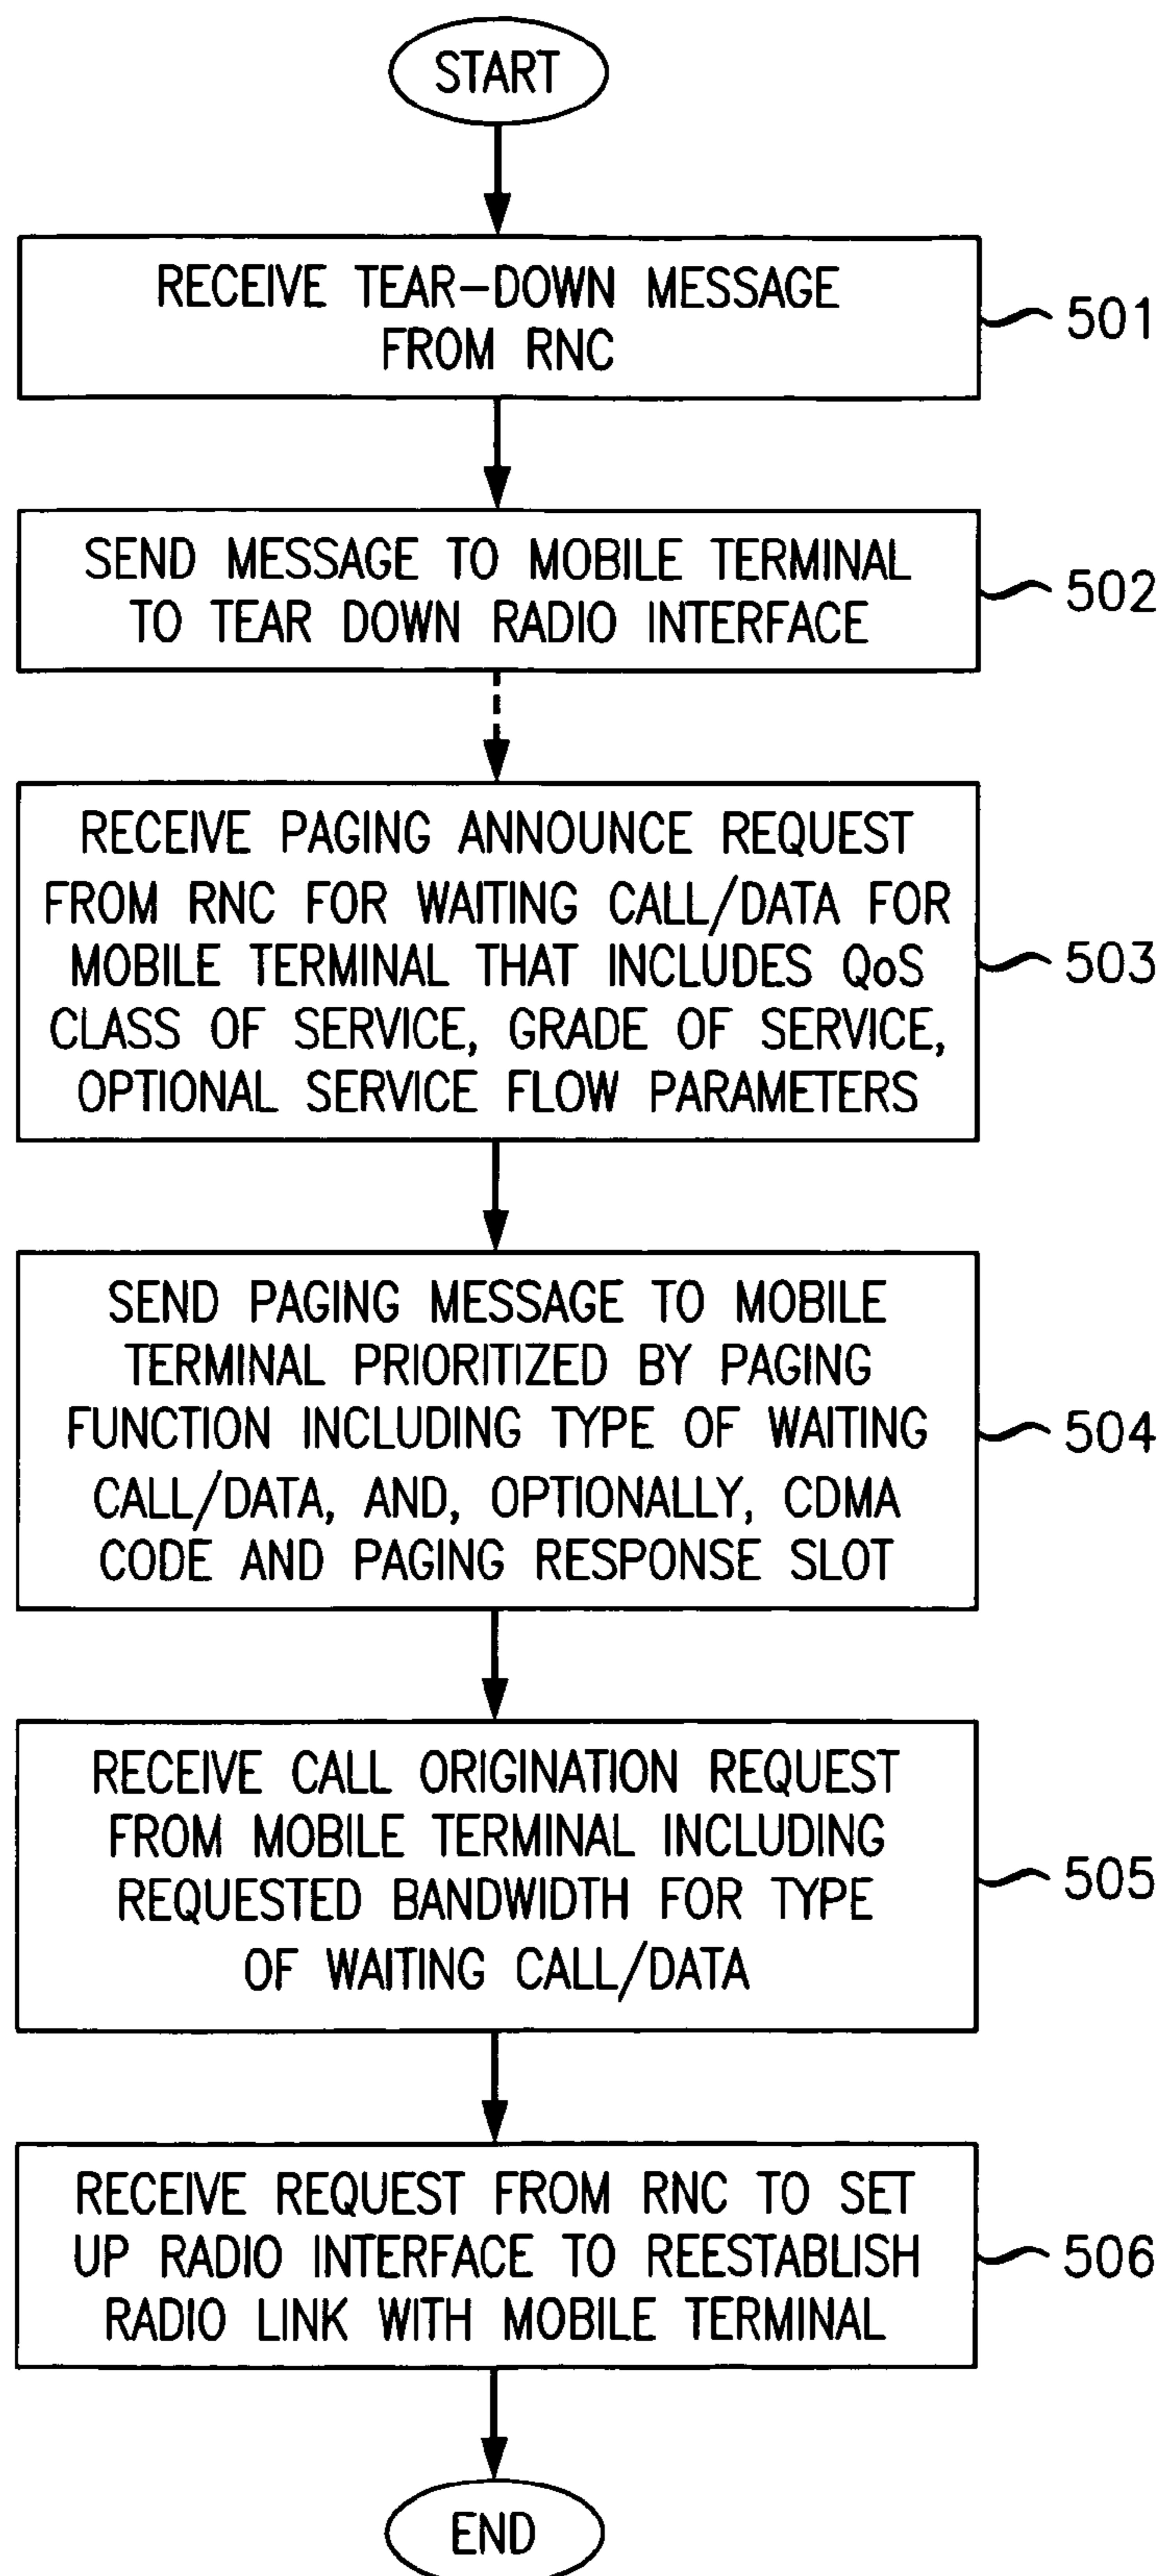 START
RECEIVE TEAR-DOWN MESSAGE
FROM RNC
501
SEND MESSAGE TO MOBILE TERMINAL
TO TEAR DOWN RADIO INTERFACE
502
RECEIVE PAGING ANNOUNCE REQUEST
FROM RNC FOR WAITING CALL/DATA FOR
MOBILE TERMINAL THAT INCLUDES QoS
CLASS OF SERVICE, GRADE OF SERVICE,
OPTIONAL SERVICE FLOW PARAMETERS
503
SEND PAGING MESSAGE TO MOBILE
TERMINAL PRIORITIZED BY PAGING
FUNCTION INCLUDING TYPE OF WAITING
CALL/DATA, AND, OPTIONALLY, CDMA
CODE AND PAGING RESPONSE SLOT
504
RECEIVE CALL ORIGINATION REQUEST
FROM MOBILE TERMINAL INCLUDING
REQUESTED BANDWIDTH FOR TYPE
OF WAITING CALL/DATA
505
RECEIVE REQUEST FROM RNC TO SET
UP RADIO INTERFACE TO REESTABLISH
RADIO LINK WITH MOBILE TERMINAL
506
END